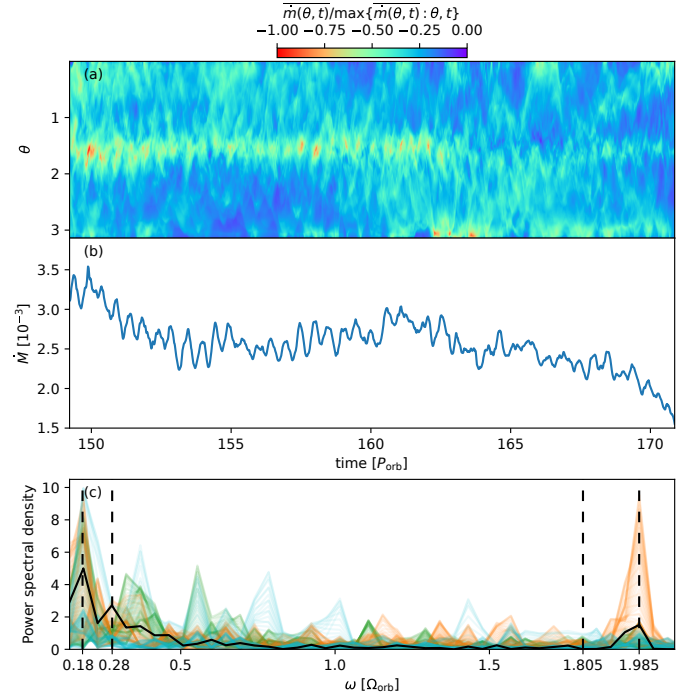 \overline{ṁ(θ, t)}/max{\overline{ṁ(θ, t)} : θ, t}
−1.00 −0.75 −0.50 −0.25 0.00
(a)
1
θ
2
3
(b)
3.5
3.0
Ṁ [10⁻³]
2.5
2.0
1.5
150 155 160 165 170
time [P_orb]
(c)
10
8
6
Power spectral density
4
2
0
0.18 0.28 0.5 1.0 1.5 1.805 1.985
ω [Ω_orb]